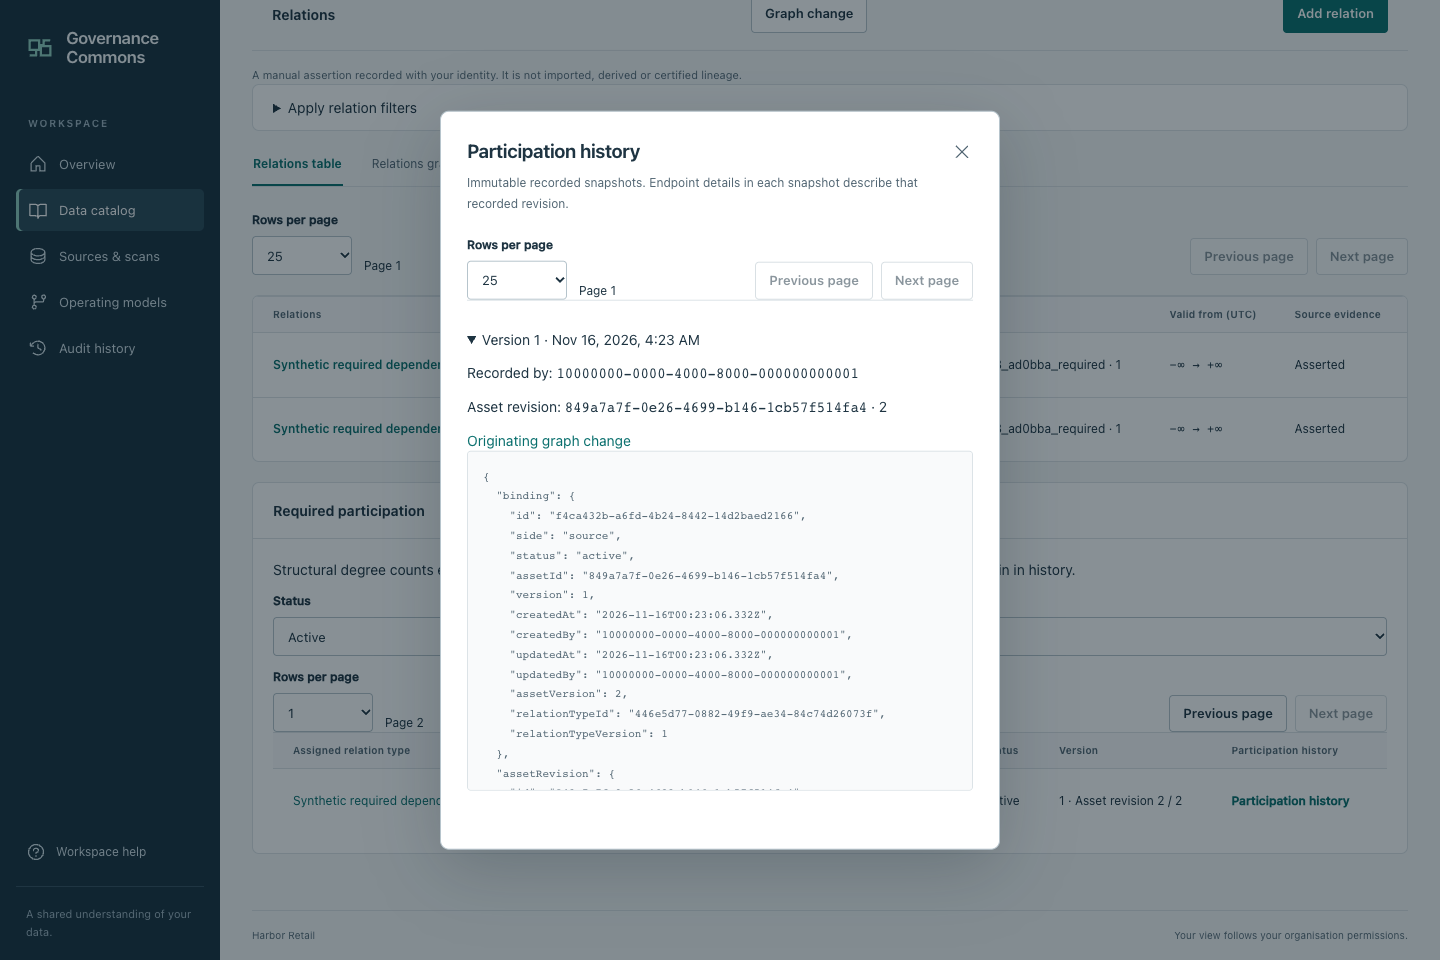 Governance
Commons
WORKSPACE
Overview
Data catalog
Sources & scans
Operating models
Audit history
Workspace help
A shared understanding of your
data.
Relations
Graph change
Add relation
A manual assertion recorded with your identity. It is not imported, derived or certified lineage.
▶ Apply relation filters
Relations table
Relations
Rows per page
25
Page 1
Previous page
Next page
Relations
Valid from (UTC)
Source evidence
Synthetic required
_ad0bba_required · 1
−∞ → +∞
Asserted
Synthetic required
_ad0bba_required · 1
−∞ → +∞
Asserted
Required participation
Structural degree counts
in history.
Status
Active
Rows per page
1
Page 2
Previous page
Next page
Assigned relation type
Version
Participation history
Synthetic required
1 · Asset revision 2 / 2
Participation history
Harbor Retail
Your view follows your organisation permissions.
Participation history
Immutable recorded snapshots. Endpoint details in each snapshot describe that
recorded revision.
Rows per page
25
Page 1
Previous page
Next page
▼ Version 1 · Nov 16, 2026, 4:23 AM
Recorded by: 10000000-0000-4000-8000-000000000001
Asset revision: 849a7a7f-0e26-4699-b146-1cb57f514fa4 · 2
Originating graph change
{
"binding": {
"id": "f4ca432b-a6fd-4b24-8442-14d2baed2166",
"side": "source",
"status": "active",
"assetId": "849a7a7f-0e26-4699-b146-1cb57f514fa4",
"version": 1,
"createdAt": "2026-11-16T00:23:06.332Z",
"createdBy": "10000000-0000-4000-8000-000000000001",
"updatedAt": "2026-11-16T00:23:06.332Z",
"updatedBy": "10000000-0000-4000-8000-000000000001",
"assetVersion": 2,
"relationTypeId": "446e5d77-0882-49f9-ae34-84c74d26073f",
"relationTypeVersion": 1
},
"assetRevision": {